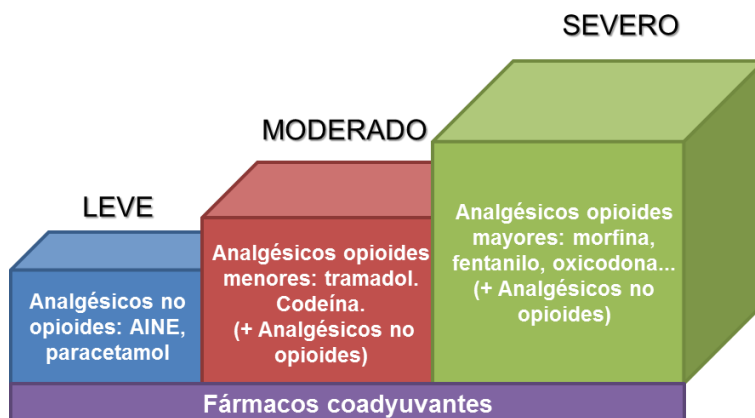 SEVERO
MODERADO
LEVE
Analgésicos no
opioides: AINE,
paracetamol
Analgésicos opioides
menores: tramadol.
Codeína.
(+ Analgésicos no
opioides)
Analgésicos opioides
mayores: morfina,
fentanilo, oxicodona...
(+ Analgésicos no
opioides)
Fármacos coadyuvantes